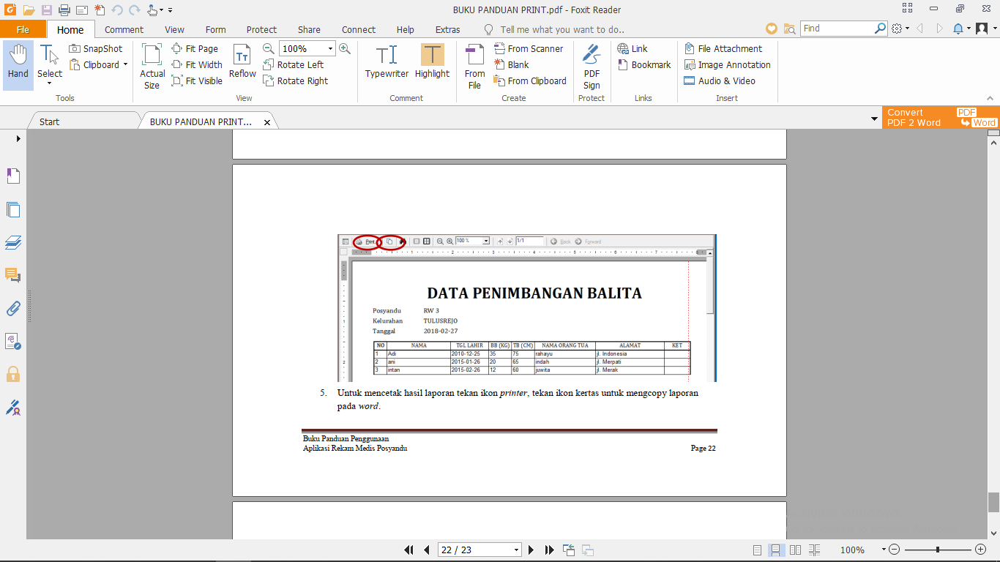 BUKU PANDUAN PRINT.pdf - Foxit Reader
File Home Comment View Form Protect Share Connect Help Extras Tell me what you want to do.. Find
Hand
Select
SnapShot
Clipboard
Tools
Actual Size
Fit Page
Fit Width
Fit Visible
Reflow
100%
Rotate Left
Rotate Right
View
Typewriter
Highlight
Comment
From File
From Scanner
Blank
From Clipboard
Create
PDF Sign
Protect
Link
Bookmark
Links
File Attachment
Image Annotation
Audio & Video
Insert
Start
BUKU PANDUAN PRINT...
Convert PDF
PDF 2 Word Word
Print 100 % 1/1 Back Forward
1 2 3 4 5 6 7 8
DATA PENIMBANGAN BALITA
Posyandu RW 3
Kelurahan TULUSREJO
Tanggal 2018-02-27
NO NAMA TGL LAHIR BB (KG) TB (CM) NAMA ORANG TUA ALAMAT KET
1 Adi 2010-12-25 35 75 rahayu jl. Indonesia
2 ani 2015-01-26 20 65 indah jl. Merpati
3 intan 2015-02-26 12 60 juwita jl. Merak
5. Untuk mencetak hasil laporan tekan ikon printer, tekan ikon kertas untuk mengcopy laporan
pada word.
Buku Panduan Penggunaan
Aplikasi Rekam Medis Posyandu Page 22
22 / 23
100%